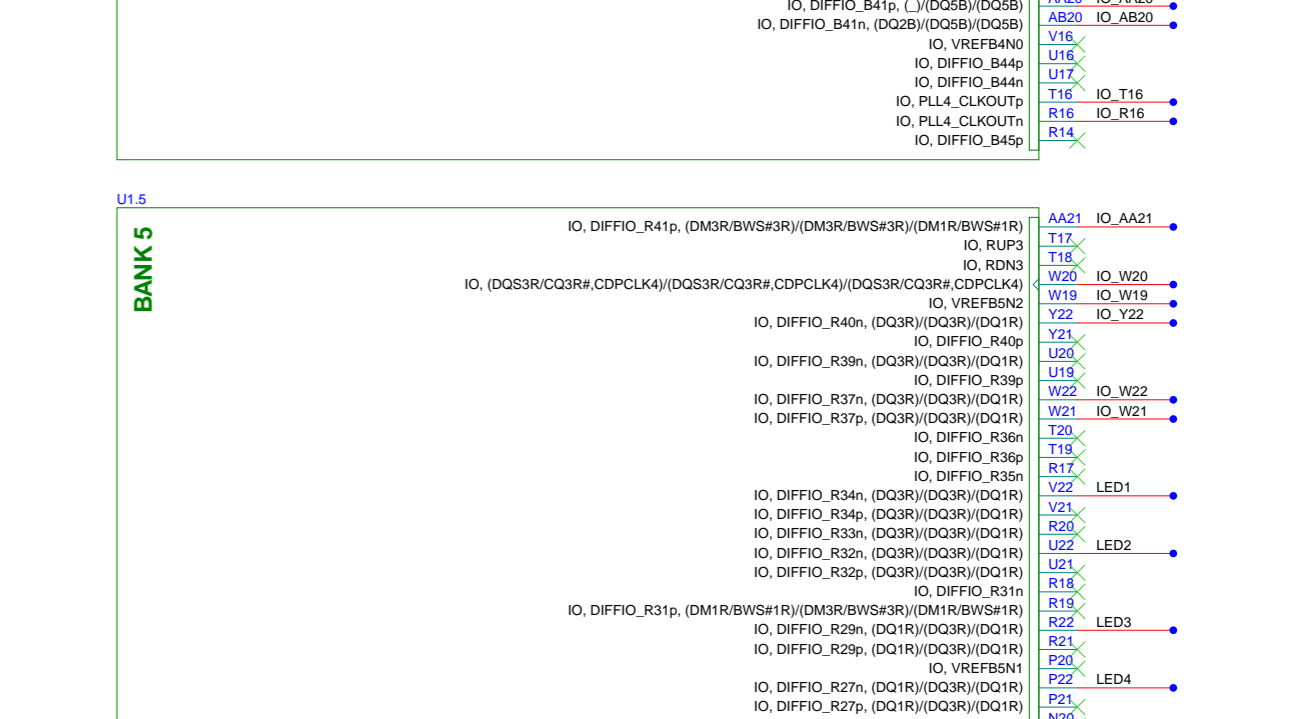 IO, DIFFIO_B41p, (_)/(DQ5B)/(DQ5B) AA20 IO_AA20
IO, DIFFIO_B41n, (DQ2B)/(DQ5B)/(DQ5B) AB20 IO_AB20
IO, VREFB4N0 V16
IO, DIFFIO_B44p U16
IO, DIFFIO_B44n U17
IO, PLL4_CLKOUTp T16 IO_T16
IO, PLL4_CLKOUTn R16 IO_R16
IO, DIFFIO_B45p R14
U1.5
BANK 5
IO, DIFFIO_R41p, (DM3R/BWS#3R)/(DM3R/BWS#3R)/(DM1R/BWS#1R) AA21 IO_AA21
IO, RUP3 T17
IO, RDN3 T18
IO, (DQS3R/CQ3R#,CDPCLK4)/(DQS3R/CQ3R#,CDPCLK4)/(DQS3R/CQ3R#,CDPCLK4) W20 IO_W20
IO, VREFB5N2 W19 IO_W19
IO, DIFFIO_R40n, (DQ3R)/(DQ3R)/(DQ1R) Y22 IO_Y22
IO, DIFFIO_R40p Y21
IO, DIFFIO_R39n, (DQ3R)/(DQ3R)/(DQ1R) U20
IO, DIFFIO_R39p U19
IO, DIFFIO_R37n, (DQ3R)/(DQ3R)/(DQ1R) W22 IO_W22
IO, DIFFIO_R37p, (DQ3R)/(DQ3R)/(DQ1R) W21 IO_W21
IO, DIFFIO_R36n T20
IO, DIFFIO_R36p T19
IO, DIFFIO_R35n R17
IO, DIFFIO_R34n, (DQ3R)/(DQ3R)/(DQ1R) V22 LED1
IO, DIFFIO_R34p, (DQ3R)/(DQ3R)/(DQ1R) V21
IO, DIFFIO_R33n, (DQ3R)/(DQ3R)/(DQ1R) R20
IO, DIFFIO_R32n, (DQ3R)/(DQ3R)/(DQ1R) U22 LED2
IO, DIFFIO_R32p, (DQ3R)/(DQ3R)/(DQ1R) U21
IO, DIFFIO_R31n R18
IO, DIFFIO_R31p, (DM1R/BWS#1R)/(DM3R/BWS#3R)/(DM1R/BWS#1R) R19
IO, DIFFIO_R29n, (DQ1R)/(DQ3R)/(DQ1R) R22 LED3
IO, DIFFIO_R29p, (DQ1R)/(DQ3R)/(DQ1R) R21
IO, VREFB5N1 P20
IO, DIFFIO_R27n, (DQ1R)/(DQ3R)/(DQ1R) P22 LED4
IO, DIFFIO_R27p, (DQ1R)/(DQ3R)/(DQ1R) P21
N20